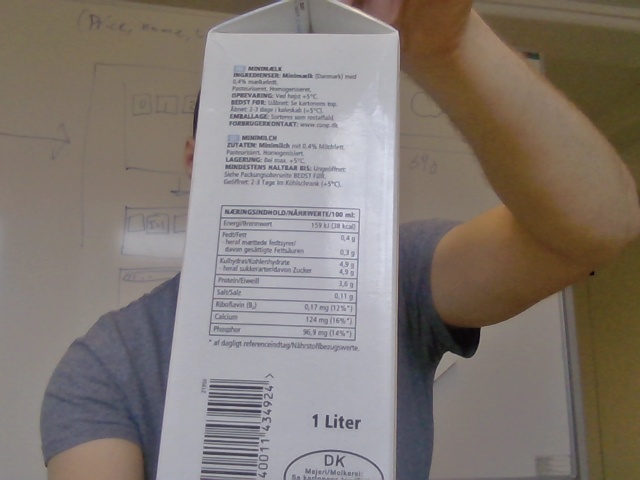 (Price, name, L
MINIMÆLK
INGREDIENSER: Minimælk (Danmark) med
0,4% mælkefedt.
Pasteuriseret. Homogeniseret.
OPBEVARING: Ved højst +5°C.
BEDST FØR: Uåbnet: Se kartonens top.
Åbnet: 2-3 dage i køleskab (+5°C).
EMBALLAGE: Sorteres som restaffald
FORBRUGERKONTAKT: www.coop.dk
MINIMILCH
ZUTATEN: Minimilch mit 0,4% Milchfett.
Pasteurisiert. Homogenisiert.
LAGERUNG: Bei max. +5°C.
MINDESTENS HALTBAR BIS: Ungeöffnet:
Siehe Packungsoberseite BEDST FØR.
Geöffnet: 2-3 Tage im Kühlschrank (+5°C).
NÆRINGSINDHOLD/NÄHRWERTE/100 ml:
Energi/Brennwert 159 kJ (38 kcal)
Fedt/Fett 0,4 g
- heraf mættede fedtsyrer/
davon gesättigte Fettsäuren 0,3 g
Kulhydrat/Kohlenhydrate 4,9 g
- heraf sukkerarter/davon Zucker 4,9 g
Protein/Eiweiß 3,6 g
Salt/Salz 0,11 g
Riboflavin (B₂) 0,17 mg (12%*)
Calcium 124 mg (16%*)
Phosphor 96,9 mg (14%*)
* af dagligt referenceindtag/Nährstoffbezugswerte.
40011 434924 >
1 Liter
DK
Mejeri/Molkerei: